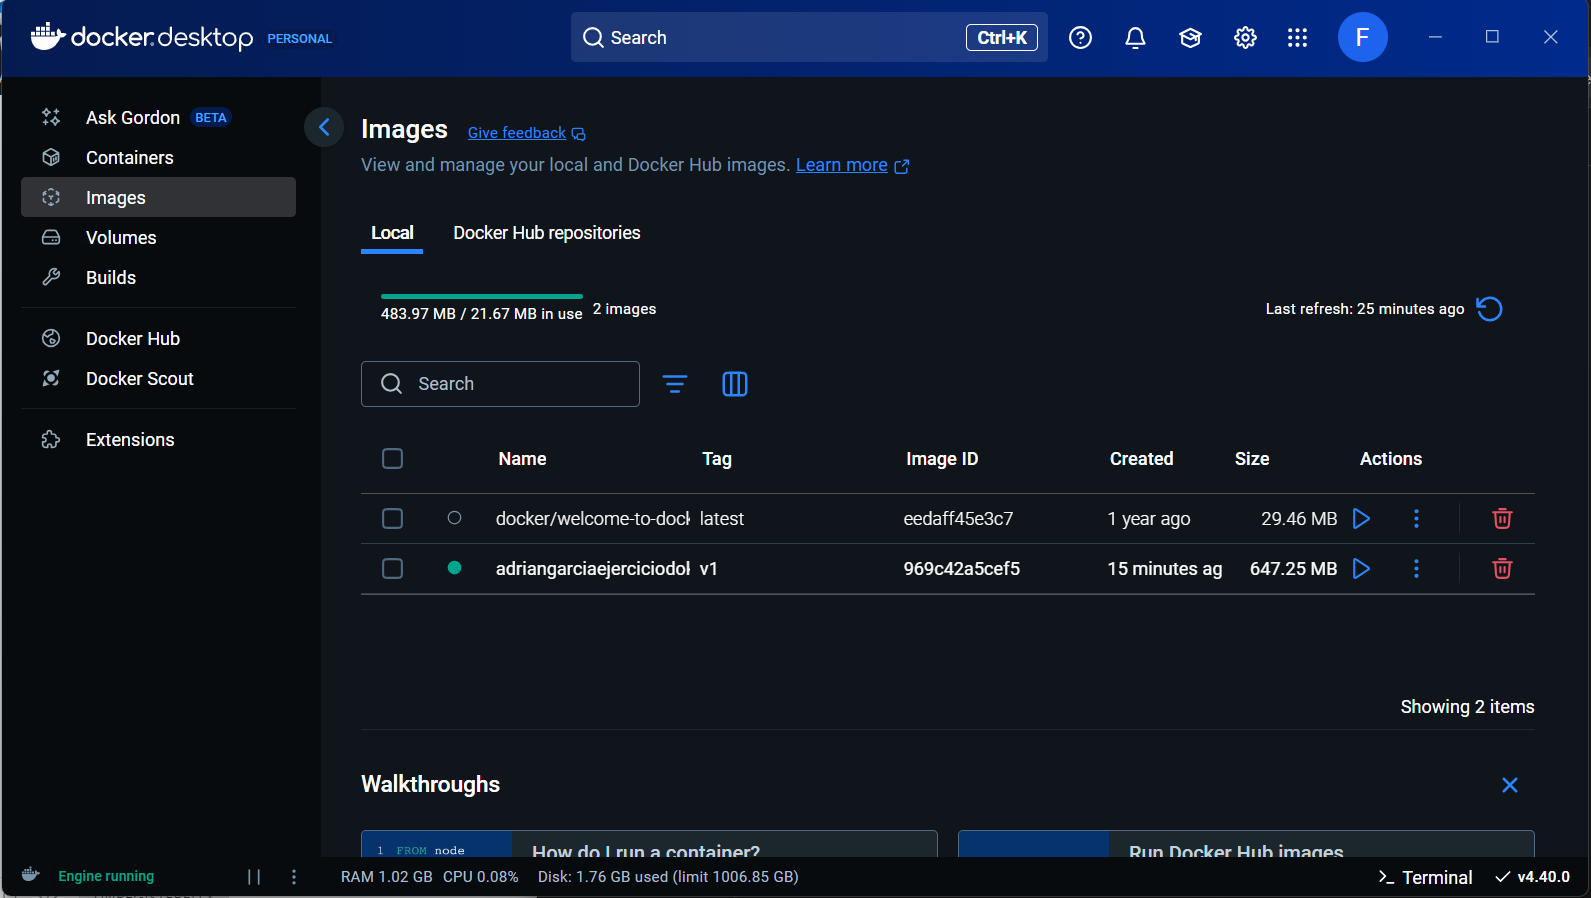 docker.desktop PERSONAL
Search Ctrl+K
F
Ask Gordon BETA
Containers
Images
Volumes
Builds
Docker Hub
Docker Scout
Extensions
Images Give feedback
View and manage your local and Docker Hub images. Learn more
Local Docker Hub repositories
483.97 MB / 21.67 MB in use 2 images
Last refresh: 25 minutes ago
Search
Name Tag Image ID Created Size Actions
docker/welcome-to-dock latest eedaff45e3c7 1 year ago 29.46 MB
adriangarciaejerciciodok v1 969c42a5cef5 15 minutes ag 647.25 MB
Showing 2 items
Walkthroughs
1 FROM node
How do I run a container?
Run Docker Hub images
Engine running
RAM 1.02 GB CPU 0.08% Disk: 1.76 GB used (limit 1006.85 GB)
Terminal v4.40.0